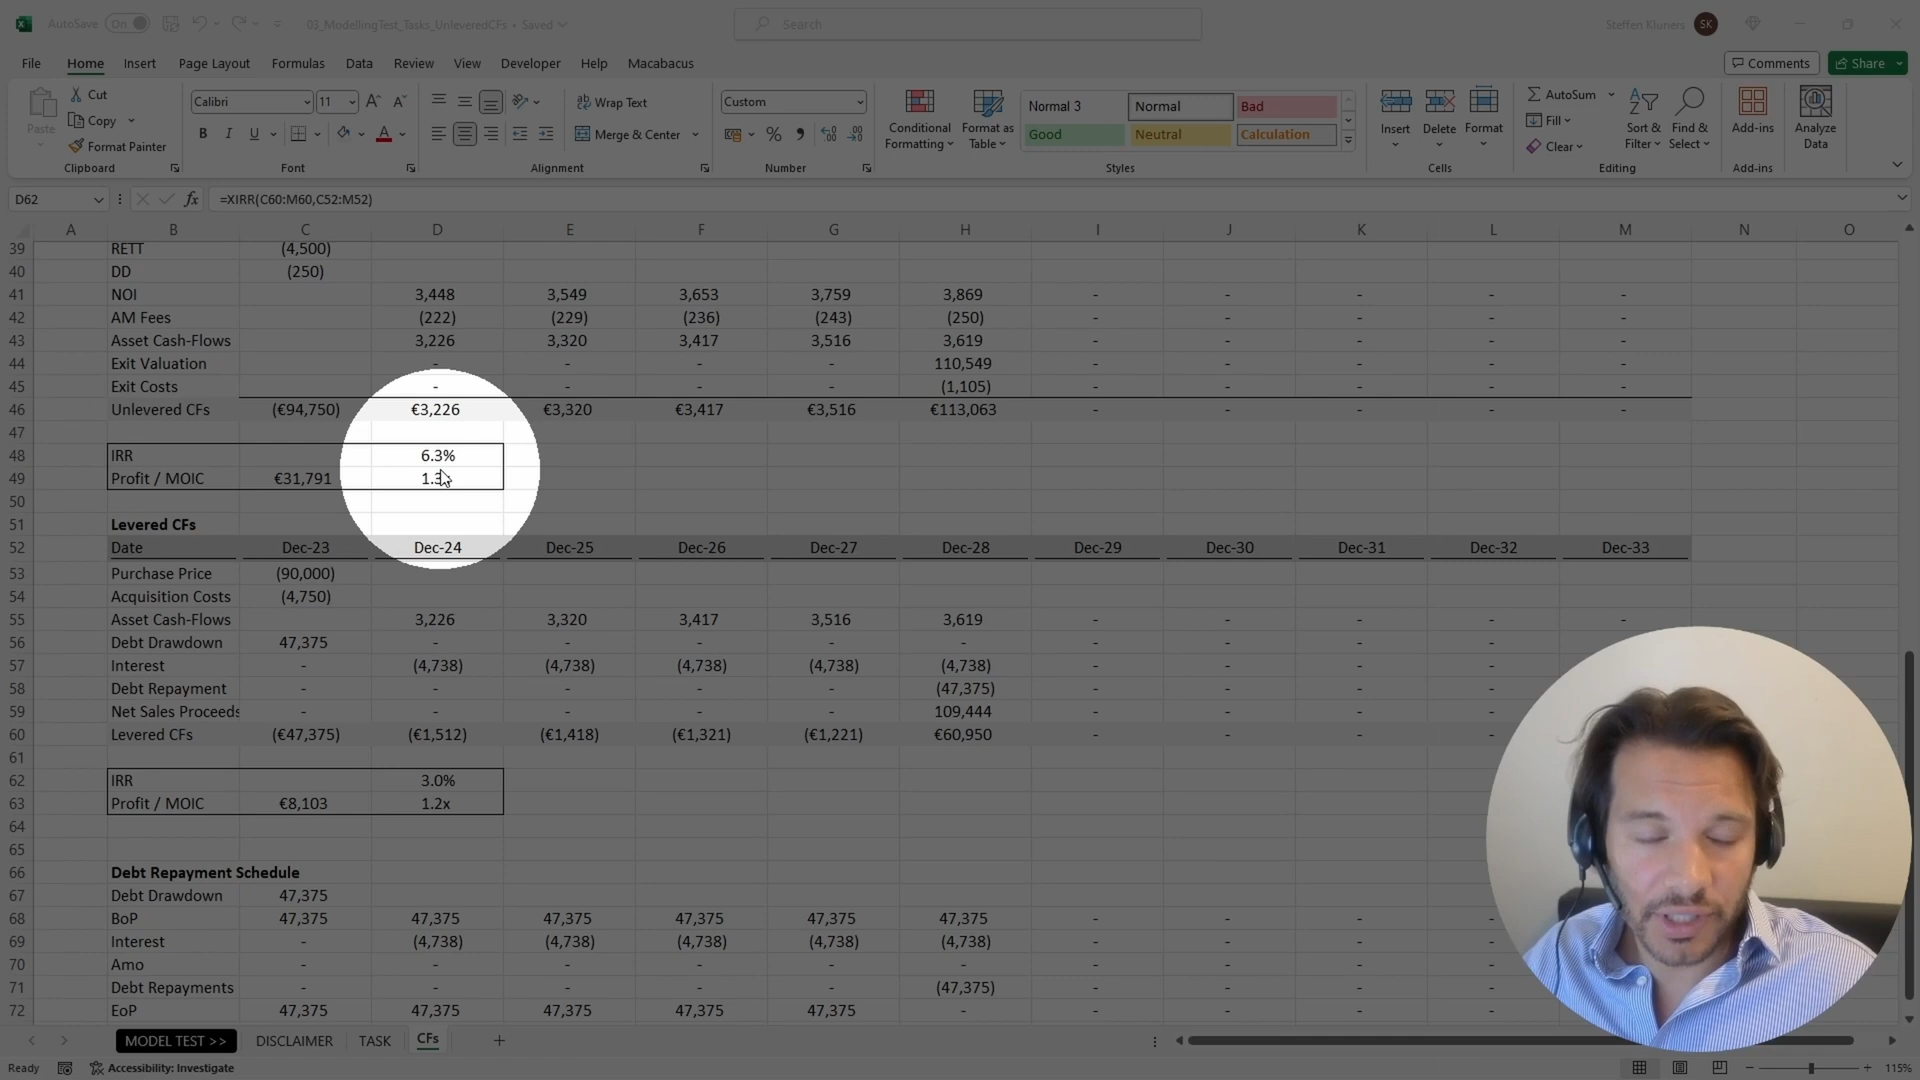 AutoSave On 03_ModellingTest_Tasks_UnleveredCFs • Saved Search Steffen Kluners SK
File Home Insert Page Layout Formulas Data Review View Developer Help Macabacus Comments Share
Paste Cut Copy Format Painter Clipboard
Calibri 11 B I U A Font
Wrap Text Merge & Center Alignment
Custom % Number
Conditional Formatting Format as Table Normal 3 Normal Bad Good Neutral Calculation Styles
Insert Delete Format Cells
AutoSum Fill Clear Sort & Filter Find & Select Editing
Add-ins Add-ins
Analyze Data
D62 fx =XIRR(C60:M60,C52:M52)
A B C D E F G H I J K L M N O
39 RETT (4,500)
40 DD (250)
41 NOI 3,448 3,549 3,653 3,759 3,869 - - - - -
42 AM Fees (222) (229) (236) (243) (250) - - - - -
43 Asset Cash-Flows 3,226 3,320 3,417 3,516 3,619 - - - - -
44 Exit Valuation - - - - 110,549 - - - - -
45 Exit Costs - - - - (1,105) - - - - -
46 Unlevered CFs (€94,750) €3,226 €3,320 €3,417 €3,516 €113,063 - - - - -
47
48 IRR 6.3%
49 Profit / MOIC €31,791 1.3
50
51 Levered CFs
52 Date Dec-23 Dec-24 Dec-25 Dec-26 Dec-27 Dec-28 Dec-29 Dec-30 Dec-31 Dec-32 Dec-33
53 Purchase Price (90,000)
54 Acquisition Costs (4,750)
55 Asset Cash-Flows 3,226 3,320 3,417 3,516 3,619 - - - - -
56 Debt Drawdown 47,375 - - - - - - - - -
57 Interest - (4,738) (4,738) (4,738) (4,738) (4,738) - - - -
58 Debt Repayment - - - - - (47,375) - - - -
59 Net Sales Proceeds - - - - - 109,444 - - - -
60 Levered CFs (€47,375) (€1,512) (€1,418) (€1,321) (€1,221) €60,950 - - - -
61
62 IRR 3.0%
63 Profit / MOIC €8,103 1.2x
64
65
66 Debt Repayment Schedule
67 Debt Drawdown 47,375
68 BoP 47,375 47,375 47,375 47,375 47,375 47,375 - - - -
69 Interest - (4,738) (4,738) (4,738) (4,738) (4,738) - - - -
70 Amo - - - - - - - - -
71 Debt Repayments - - - - - (47,375) - - -
72 EoP 47,375 47,375 47,375 47,375 47,375 - - - -
MODEL TEST >> DISCLAIMER TASK CFs +
Ready Accessibility: Investigate 115%